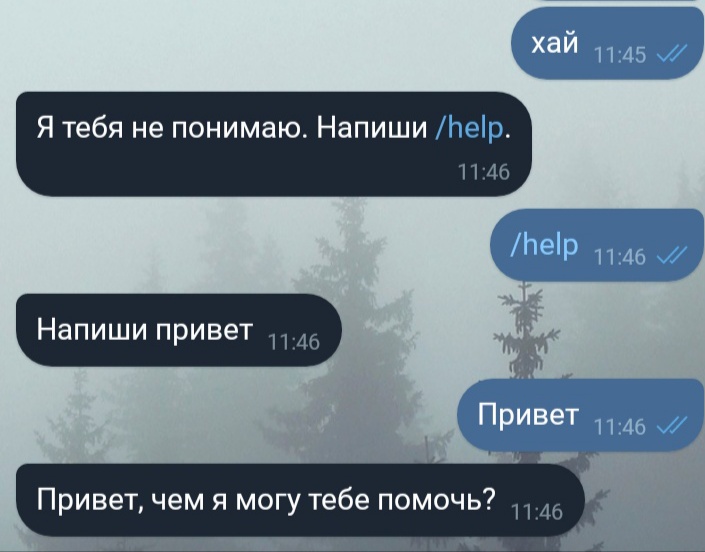 хай 11:45
Я тебя не понимаю. Напиши /help.
11:46
/help 11:46
Напиши привет 11:46
Привет 11:46
Привет, чем я могу тебе помочь? 11:46